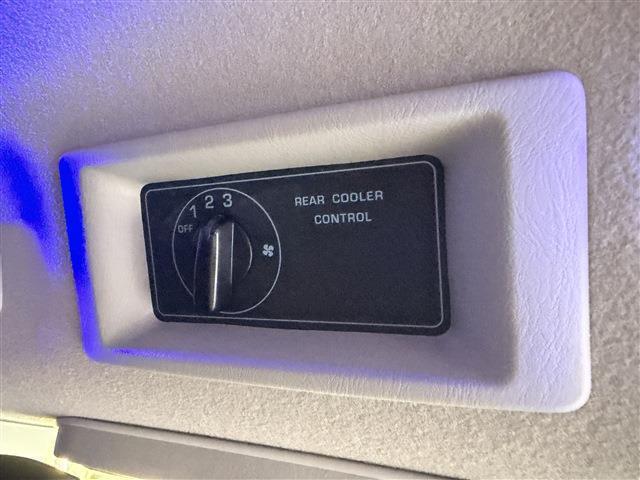 OFF 1 2 3
REAR COOLER
CONTROL